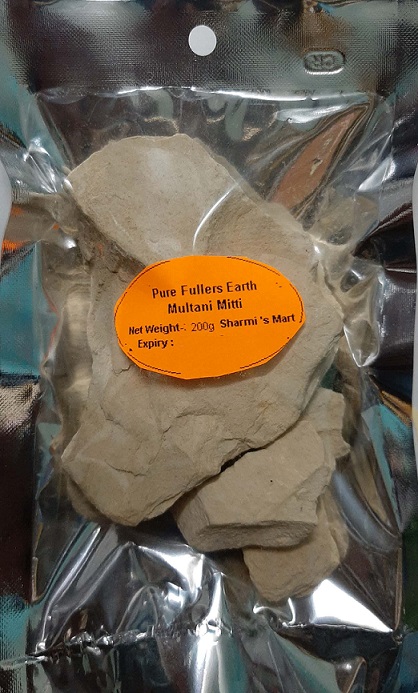 Pure Fullers Earth
Multani Mitti
Net Weight-: 200g Sharmi's Mart
Expiry :